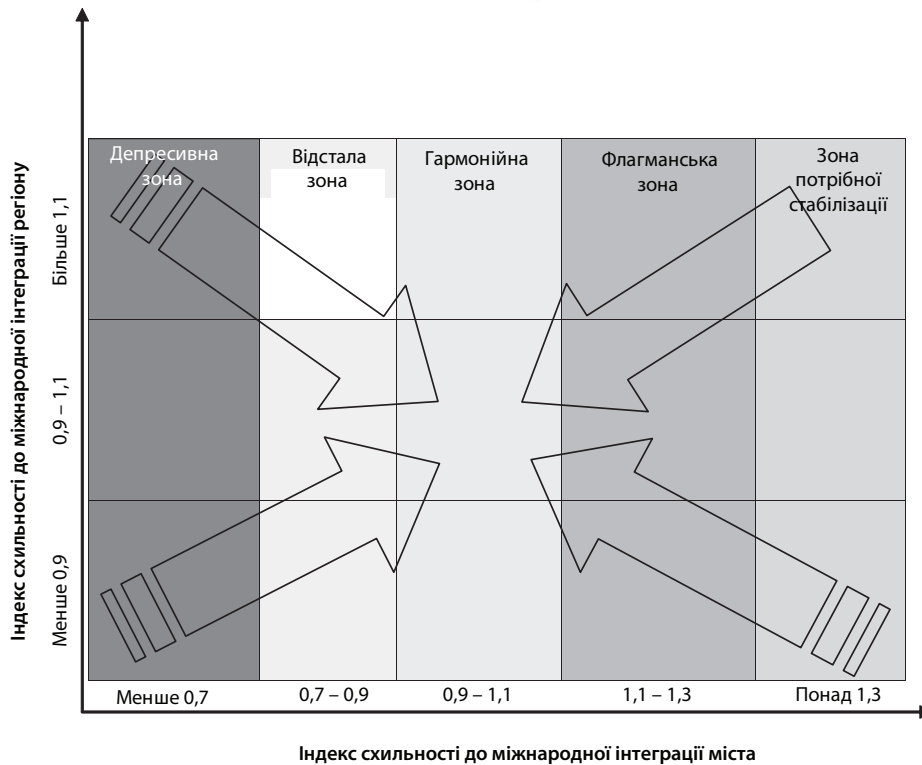 Індекс схильності до міжнародної інтеграції регіону
Більше 1,1
0,9 – 1,1
Менше 0,9
Депресивна
зона
Відстала
зона
Гармонійна
зона
Флагманська
зона
Зона
потрібної
стабілізації
Менше 0,7
0,7 – 0,9
0,9 – 1,1
1,1 – 1,3
Понад 1,3
Індекс схильності до міжнародної інтеграції міста